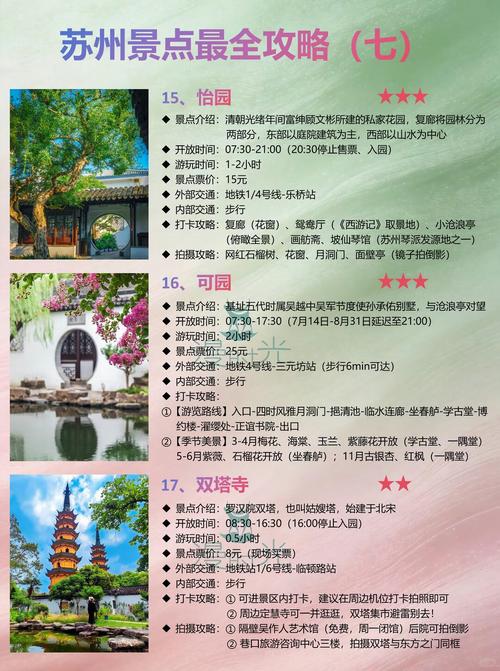 苏州景点最全攻略（七）
15、怡园 ★★★
◆ 景点介绍：清朝光绪年间富绅顾文彬所建的私家花园，复廊将园林分为
两部分，东部以庭院建筑为主，西部以山水为中心
◆ 开放时间：07:30-21:00（20:30停止售票、入园）
◆ 游玩时间：1-2小时
◆ 景点票价：15元
◆ 外部交通：地铁1/4号线-乐桥站
◆ 内部交通：步行
◆ 打卡攻略：复廊（花窗）、鸳鸯厅（《西游记》取景地）、小沧浪亭
（俯瞰全景）、画舫斋、坡仙琴馆（苏州琴派发源地之一）
◆ 拍摄攻略：网红石榴树、花窗、月洞门、面壁亭（镜子拍倒影）
16、可园 ★★★
◆ 景点介绍：基址五代时属吴越中吴军节度使孙承佑别墅，与沧浪亭对望
◆ 开放时间：07:30-17:30（7月14日-8月31日延迟至21:00）
◆ 游玩时间：2小时
◆ 景点票价：25元
◆ 外部交通：地铁4号线-三元坊站（步行6min可达）
◆ 内部交通：步行
◆ 打卡攻略：
①【游览路线】入口-四时风雅月洞门-挹清池-临水连廊-坐春舻-学古堂-博
约楼-濯缨处-正谊书院-出口
②【季节美景】3-4月梅花、海棠、玉兰、紫藤花开放（学古堂、一隅堂）
5-6月紫薇、石榴花开放（坐春舻）；11月古银杏、红枫（一隅堂）
17、双塔寺 ★★
◆ 景点介绍：罗汉院双塔，也叫姑嫂塔，始建于北宋
◆ 开放时间：08:30-16:30（16:00停止入园）
◆ 游玩时间：0.5小时
◆ 景点票价：8元（现场买票）
◆ 外部交通：地铁站1/6号线-临顿路站
◆ 内部交通：步行
◆ 打卡攻略：① 可进景区内打卡，建议在周边机位打卡拍照即可
② 周边定慧寺可一并逛逛，双塔集市避雷别去！
◆ 拍摄攻略：① 隔壁吴作人艺术馆（免费，周一闭馆）后院可拍倒影
② 巷口旅游咨询中心三楼，拍摄双塔与东方之门同框